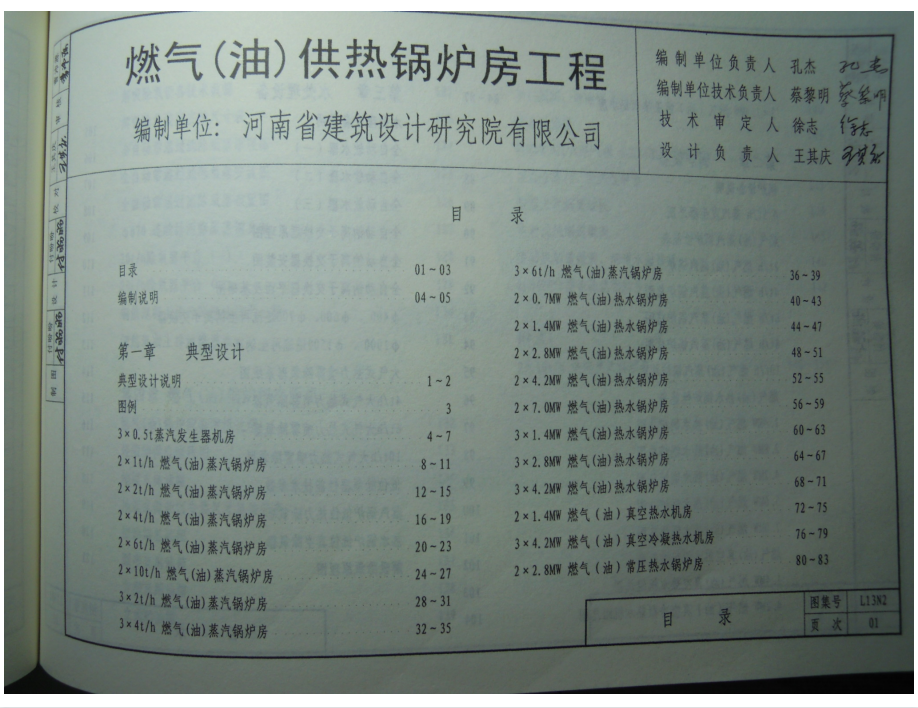 燃气(油)供热锅炉房工程
编制单位: 河南省建筑设计研究院有限公司
编制单位负责人 孔杰
编制单位技术负责人 蔡黎明
技术审定人 徐志
设计负责人 王其庆
目 录
目录 01~03
编制说明 04~05
第一章 典型设计
典型设计说明 1~2
图例 3
3×0.5t蒸汽发生器机房 4~7
2×1t/h 燃气(油)蒸汽锅炉房 8~11
2×2t/h 燃气(油)蒸汽锅炉房 12~15
2×4t/h 燃气(油)蒸汽锅炉房 16~19
2×6t/h 燃气(油)蒸汽锅炉房 20~23
2×10t/h 燃气(油)蒸汽锅炉房 24~27
3×2t/h 燃气(油)蒸汽锅炉房 28~31
3×4t/h 燃气(油)蒸汽锅炉房 32~35
3×6t/h 燃气(油)蒸汽锅炉房 36~39
2×0.7MW 燃气(油)热水锅炉房 40~43
2×1.4MW 燃气(油)热水锅炉房 44~47
2×2.8MW 燃气(油)热水锅炉房 48~51
2×4.2MW 燃气(油)热水锅炉房 52~55
2×7.0MW 燃气(油)热水锅炉房 56~59
3×1.4MW 燃气(油)热水锅炉房 60~63
3×2.8MW 燃气(油)热水锅炉房 64~67
3×4.2MW 燃气(油)热水锅炉房 68~71
2×1.4MW 燃气(油)真空热水机房 72~75
3×4.2MW 燃气(油)真空冷凝热水机房 76~79
2×2.8MW 燃气(油)常压热水锅炉房 80~83
目 录
图集号 L13N2
页次 01